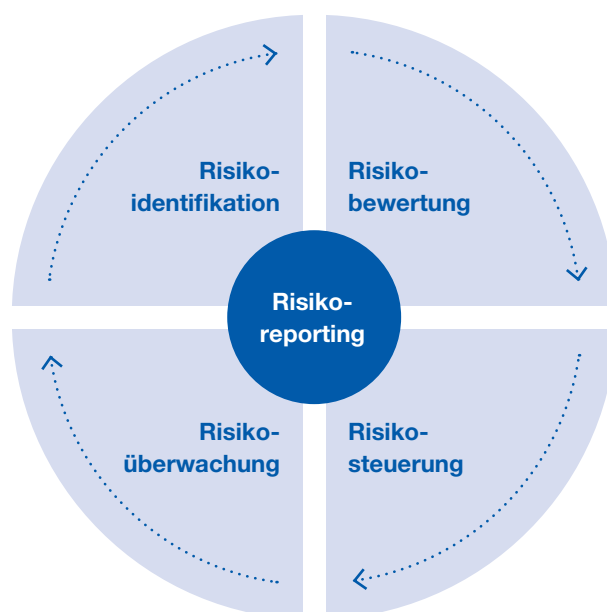 Risiko-
identifikation
Risiko-
bewertung
Risiko-
reporting
Risiko-
überwachung
Risiko-
steuerung